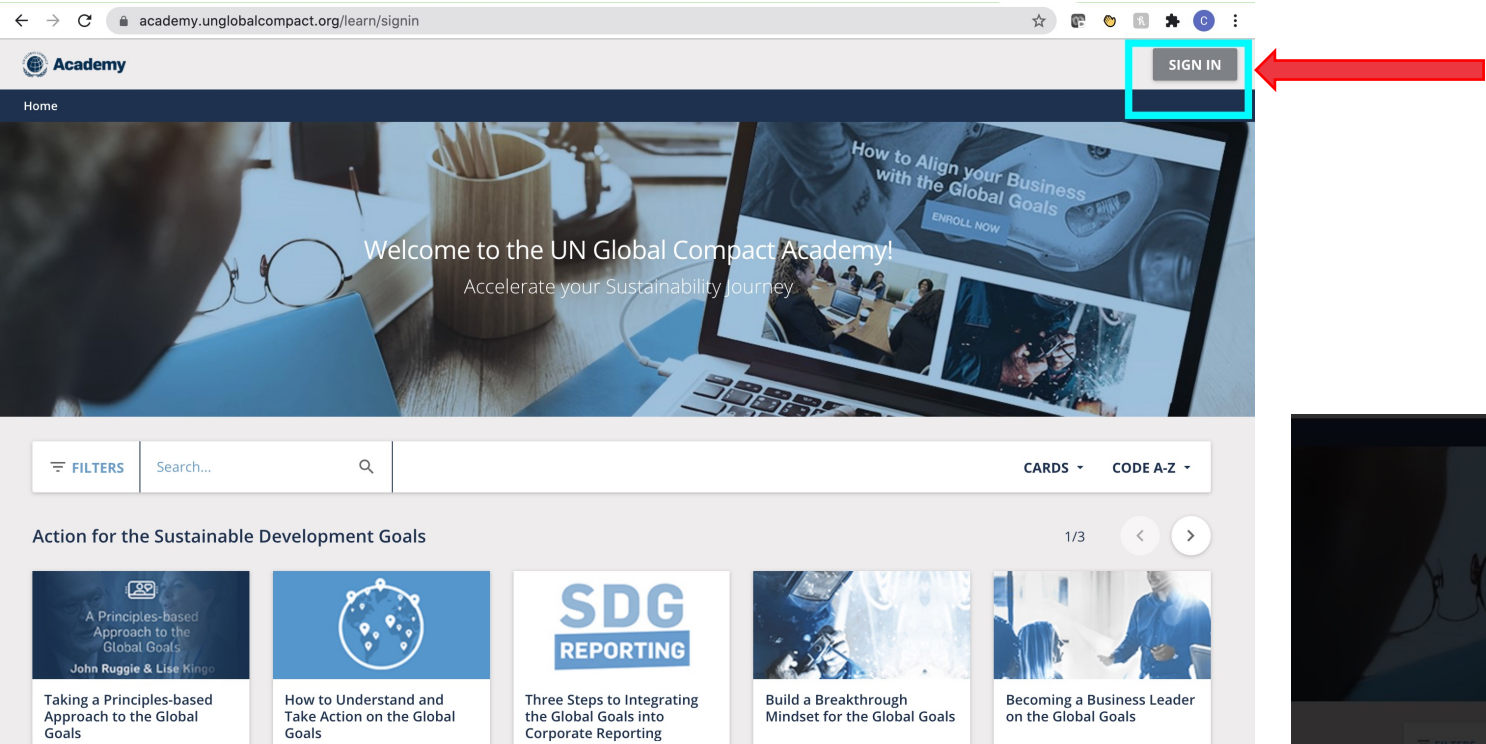 academy.unglobalcompact.org/learn/signin
C
Academy
SIGN IN
Home
How to Align your Business
with the Global Goals
ENROLL NOW
Welcome to the UN Global Compact Academy!
Accelerate your Sustainability Journey
FILTERS
Search...
CARDS
CODE A-Z
Action for the Sustainable Development Goals
1/3
A Principles-based
Approach to the
Global Goals
John Ruggie & Lise Kingo
SDG
REPORTING
Taking a Principles-based
Approach to the Global
Goals
How to Understand and
Take Action on the Global
Goals
Three Steps to Integrating
the Global Goals into
Corporate Reporting
Build a Breakthrough
Mindset for the Global Goals
Becoming a Business Leader
on the Global Goals